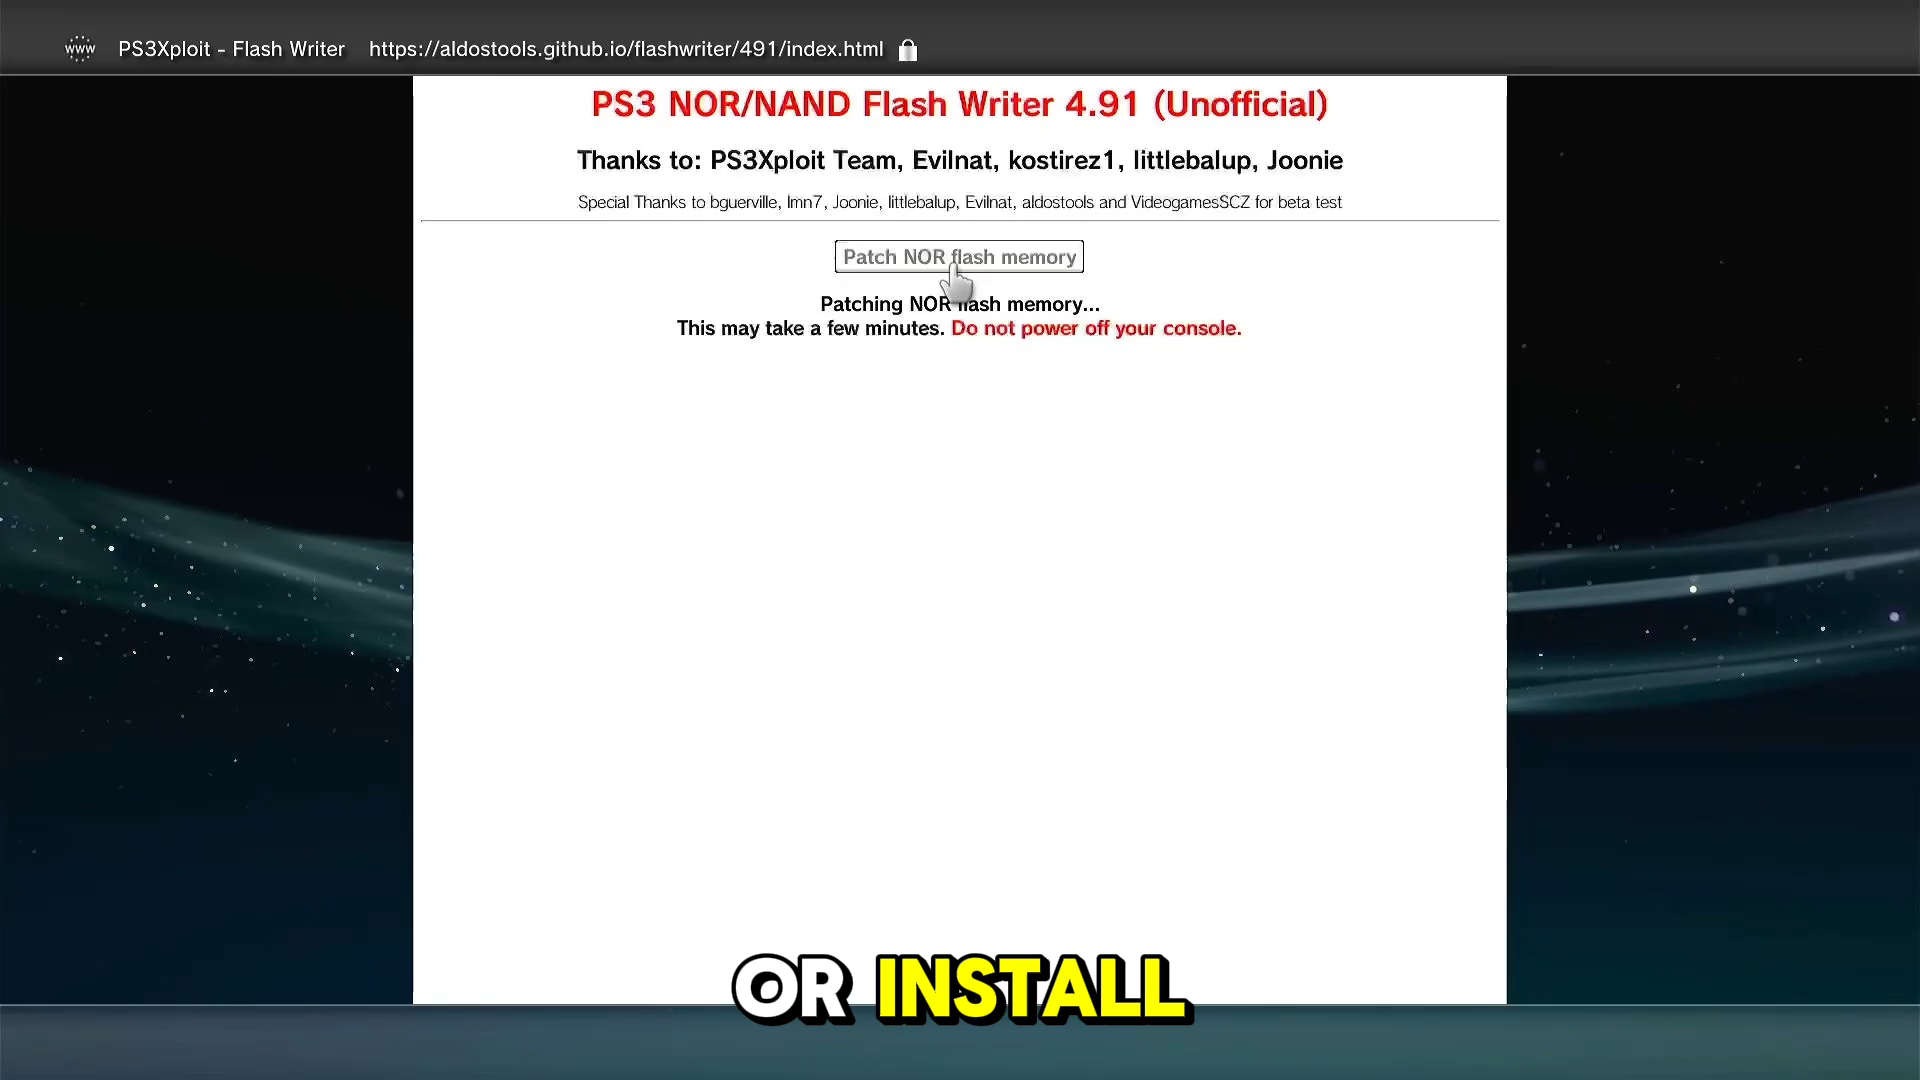 www PS3Xploit - Flash Writer https://aldostools.github.io/flashwriter/491/index.html
PS3 NOR/NAND Flash Writer 4.91 (Unofficial)
Thanks to: PS3Xploit Team, Evilnat, kostirez1, littlebalup, Joonie
Special Thanks to bguerville, lmn7, Joonie, littlebalup, Evilnat, aldostools and VideogamesSCZ for beta test
Patch NOR flash memory
Patching NOR flash memory...
This may take a few minutes. Do not power off your console.
OR INSTALL